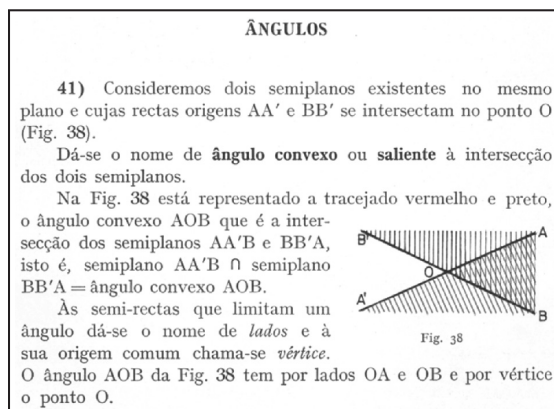 ÂNGULOS
41) Consideremos dois semiplanos existentes no mesmo
plano e cujas rectas origens AA′ e BB′ se intersectam no ponto O
(Fig. 38).
Dá-se o nome de ângulo convexo ou saliente à intersecção
dos dois semiplanos.
Na Fig. 38 está representado a tracejado vermelho e preto,
o ângulo convexo AOB que é a inter-
secção dos semiplanos AA′B e BB′A,
isto é, semiplano AA′B ∩ semiplano
BB′A = ângulo convexo AOB.
Às semi-rectas que limitam um
ângulo dá-se o nome de lados e à
sua origem comum chama-se vértice.
B′
A
O
A′
B
Fig. 38
O ângulo AOB da Fig. 38 tem por lados OA e OB e por vértice
o ponto O.